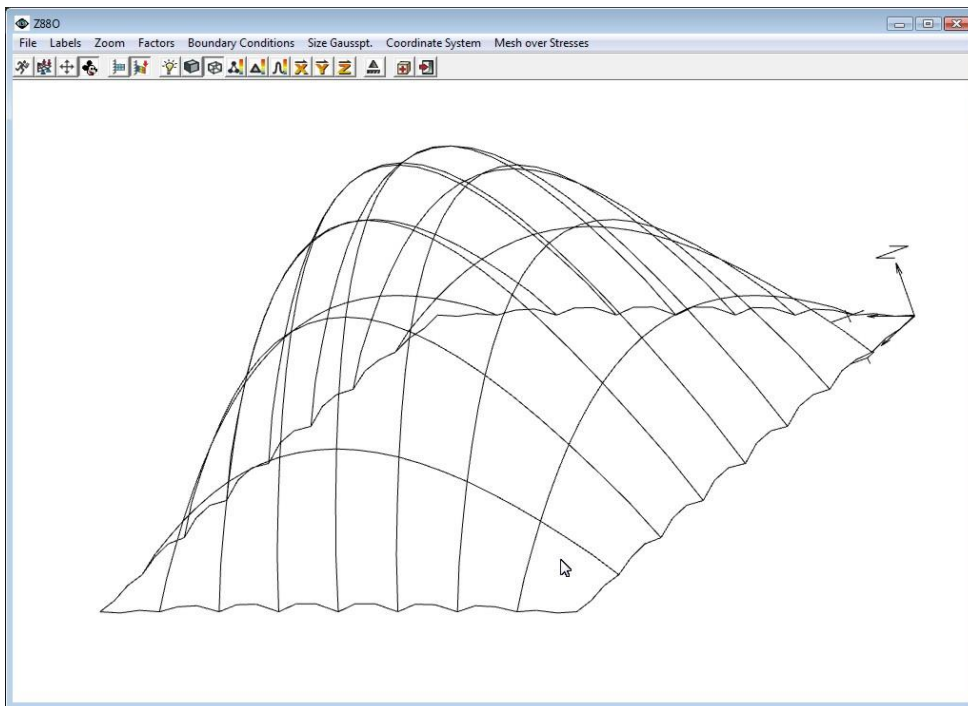 Z88O
File Labels Zoom Factors Boundary Conditions Size Gausspt. Coordinate System Mesh over Stresses
X Y Z
Z